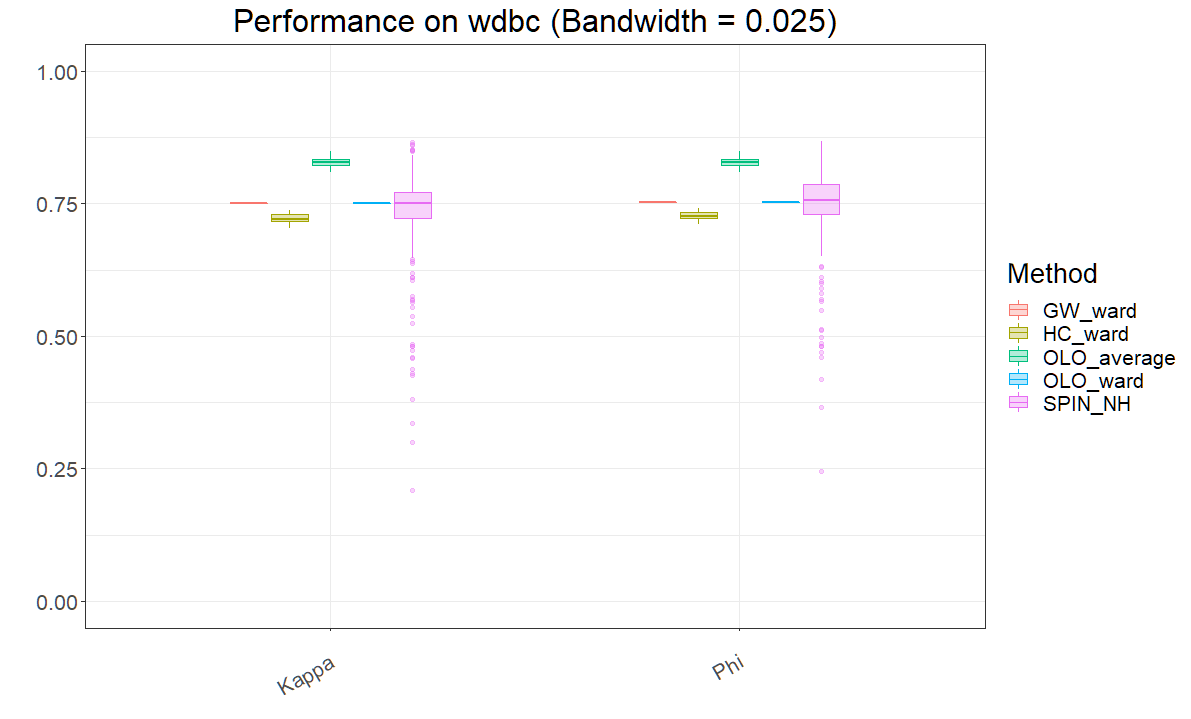 Performance on wdbc (Bandwidth = 0.025)
1.00
0.75
0.50
0.25
0.00
Kappa
Phi
Method
GW_ward
HC_ward
OLO_average
OLO_ward
SPIN_NH